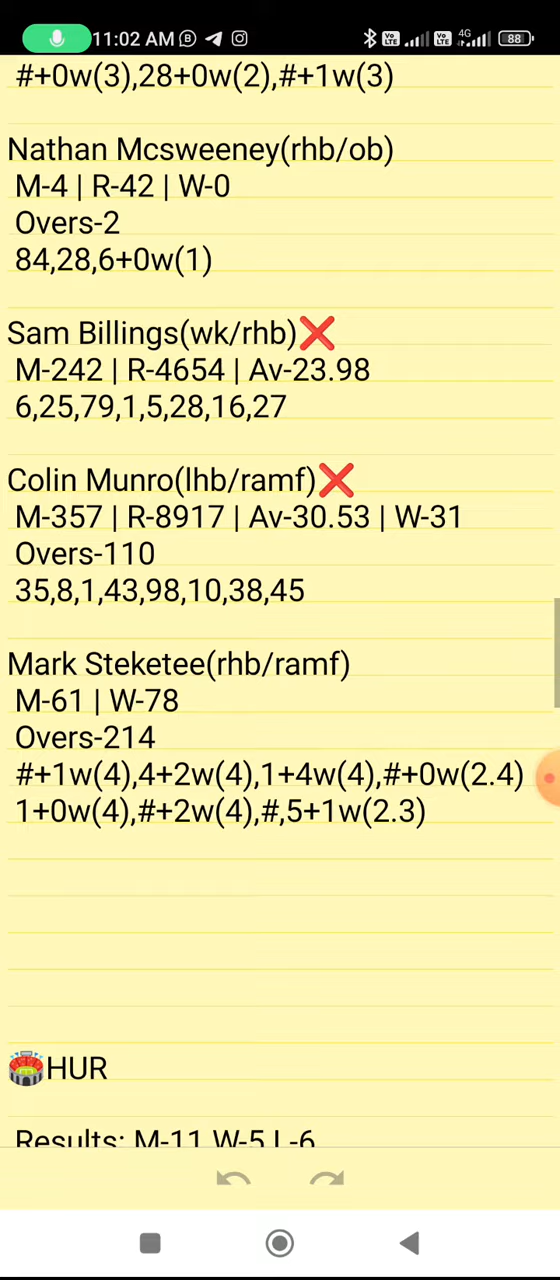 11:02 AM
4G
88
#+0w(3),28+0w(2),#+1w(3)
Nathan Mcsweeney(rhb/ob)
M-4 | R-42 | W-0
Overs-2
84,28,6+0w(1)
Sam Billings(wk/rhb)❌
M-242 | R-4654 | Av-23.98
6,25,79,1,5,28,16,27
Colin Munro(lhb/ramf)❌
M-357 | R-8917 | Av-30.53 | W-31
Overs-110
35,8,1,43,98,10,38,45
Mark Steketee(rhb/ramf)
M-61 | W-78
Overs-214
#+1w(4),4+2w(4),1+4w(4),#+0w(2.4)
1+0w(4),#+2w(4),#,5+1w(2.3)
🏟HUR
Results: M-11 W-5 L-6